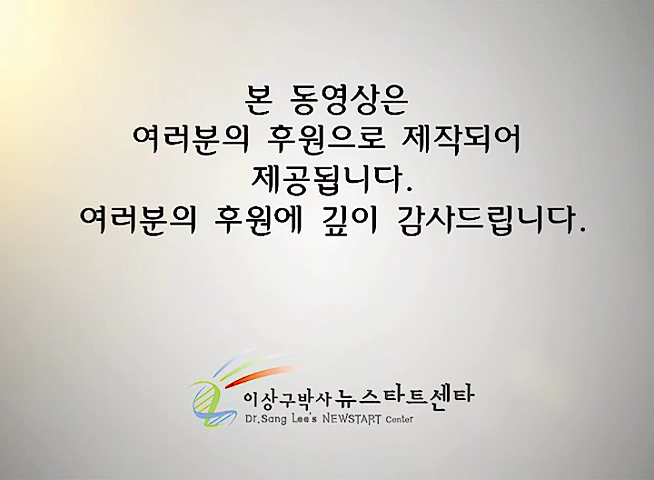 본 동영상은
여러분의 후원으로 제작되어
제공됩니다.
여러분의 후원에 깊이 감사드립니다.
이상구박사 뉴스타트센타
Dr.Sang Lee's NEWSTART Center